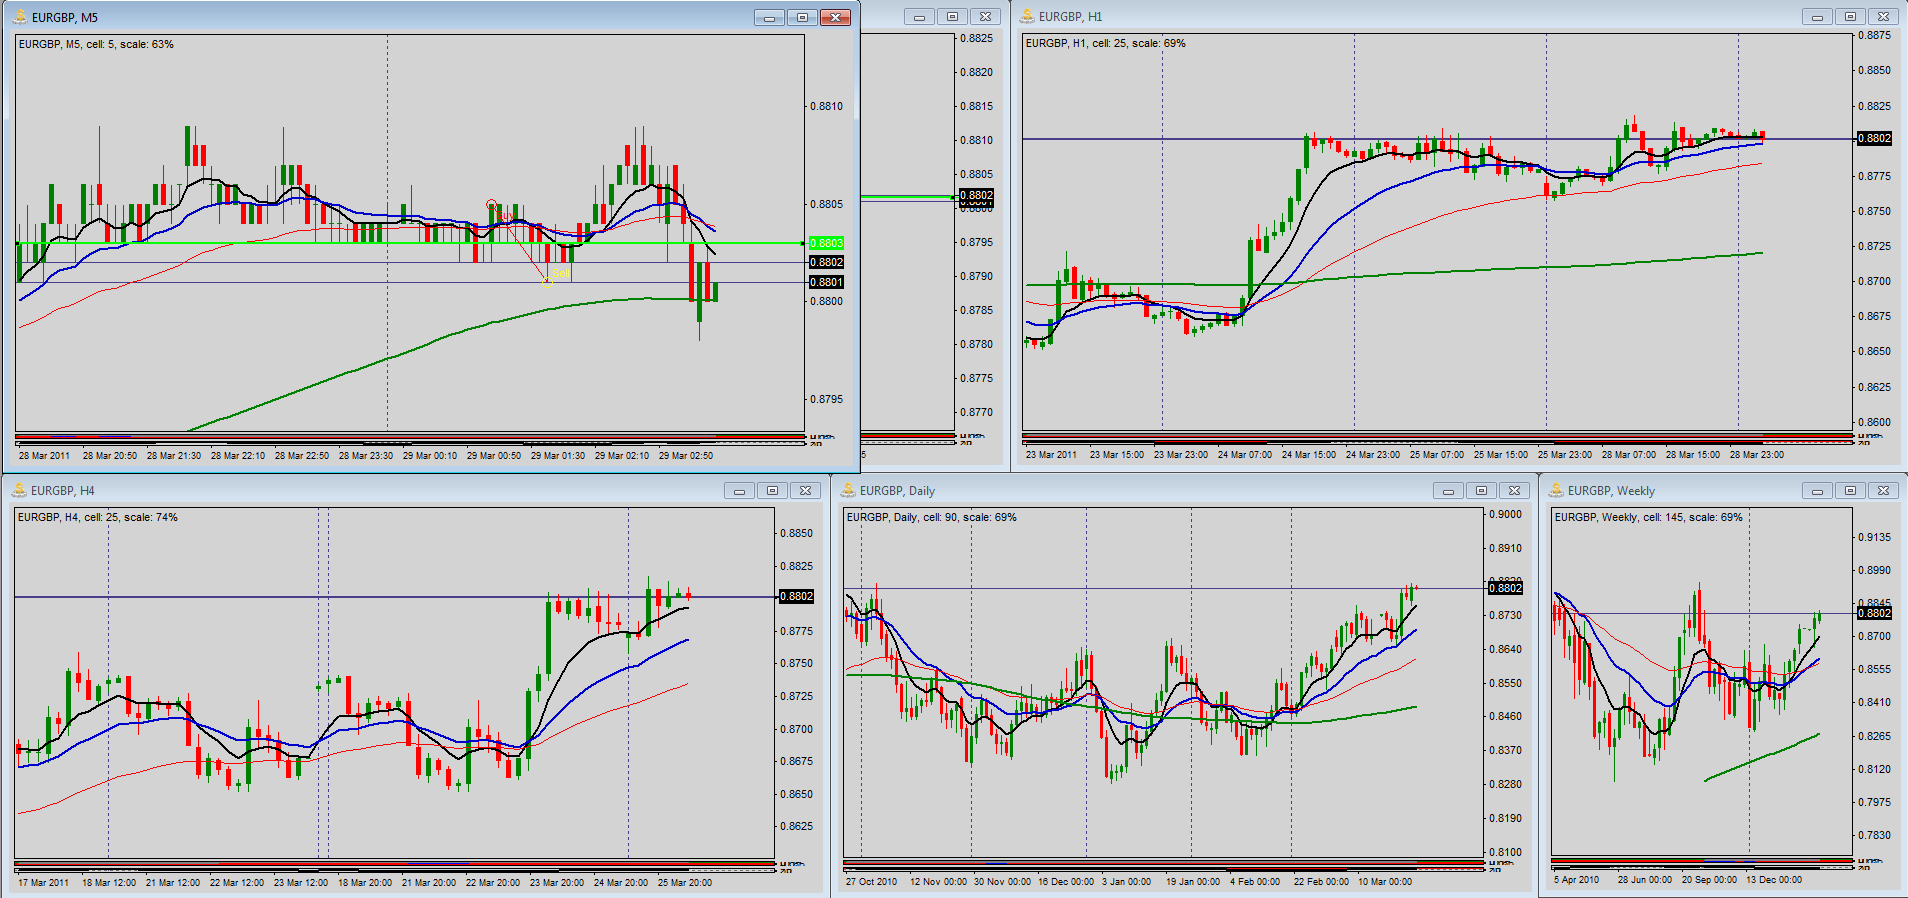 EURGBP, M5
EURGBP, M5, cell: 5, scale: 63%
0.8810
0.8805
0.8803
0.8802
0.8801
0.8800
0.8795
Buy
Sell
28 Mar 2011
28 Mar 20:50
28 Mar 21:30
28 Mar 22:10
28 Mar 22:50
28 Mar 23:30
29 Mar 00:10
29 Mar 00:50
29 Mar 01:30
29 Mar 02:10
29 Mar 02:50
0.8825
0.8820
0.8815
0.8810
0.8805
0.8802
0.8801
0.8800
0.8795
0.8790
0.8785
0.8780
0.8775
0.8770
EURGBP, H1
EURGBP, H1, cell: 25, scale: 69%
0.8875
0.8850
0.8825
0.8802
0.8775
0.8750
0.8725
0.8700
0.8675
0.8650
0.8625
0.8600
23 Mar 2011
23 Mar 15:00
23 Mar 23:00
24 Mar 07:00
24 Mar 15:00
24 Mar 23:00
25 Mar 07:00
25 Mar 15:00
25 Mar 23:00
28 Mar 07:00
28 Mar 15:00
28 Mar 23:00
EURGBP, H4
EURGBP, H4, cell: 25, scale: 74%
0.8850
0.8825
0.8802
0.8775
0.8750
0.8725
0.8700
0.8675
0.8650
0.8625
17 Mar 2011
18 Mar 12:00
21 Mar 12:00
22 Mar 12:00
23 Mar 12:00
18 Mar 20:00
21 Mar 20:00
22 Mar 20:00
23 Mar 20:00
24 Mar 20:00
25 Mar 20:00
EURGBP, Daily
EURGBP, Daily, cell: 90, scale: 69%
0.9000
0.8910
0.8820
0.8802
0.8730
0.8640
0.8550
0.8460
0.8370
0.8280
0.8190
0.8100
27 Oct 2010
12 Nov 00:00
30 Nov 00:00
16 Dec 00:00
3 Jan 00:00
19 Jan 00:00
4 Feb 00:00
22 Feb 00:00
10 Mar 00:00
EURGBP, Weekly
EURGBP, Weekly, cell: 145, scale: 69%
0.9135
0.8990
0.8845
0.8802
0.8700
0.8555
0.8410
0.8265
0.8120
0.7975
0.7830
5 Apr 2010
28 Jun 00:00
20 Sep 00:00
13 Dec 00:00